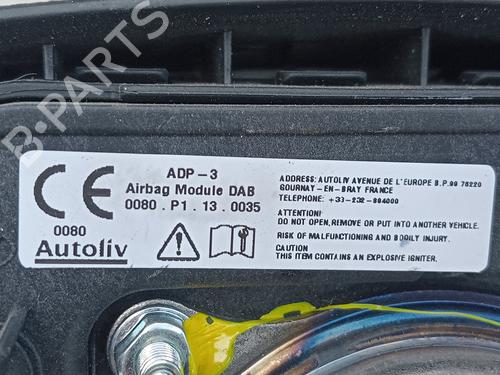 B-PARTS
CE
0080
Autoliv
ADP-3
Airbag Module DAB
0080 . P1 . 13 . 0035
ADDRESS: AUTOLIV AVENUE DE L'EUROPE B.P.99 76220
GOURNAY-EN-BRAY FRANCE
TELEPHONE: +33-232-894000
ATTENTION!
DO NOT OPEN, REMOVE OR PUT INTO ANOTHER VEHICLE.
RISK OF MALFUNCTIONING AND BODILY INJURY.
CAUTION
THIS ITEM CONTAINS AN EXPLOSIVE IGNITER.